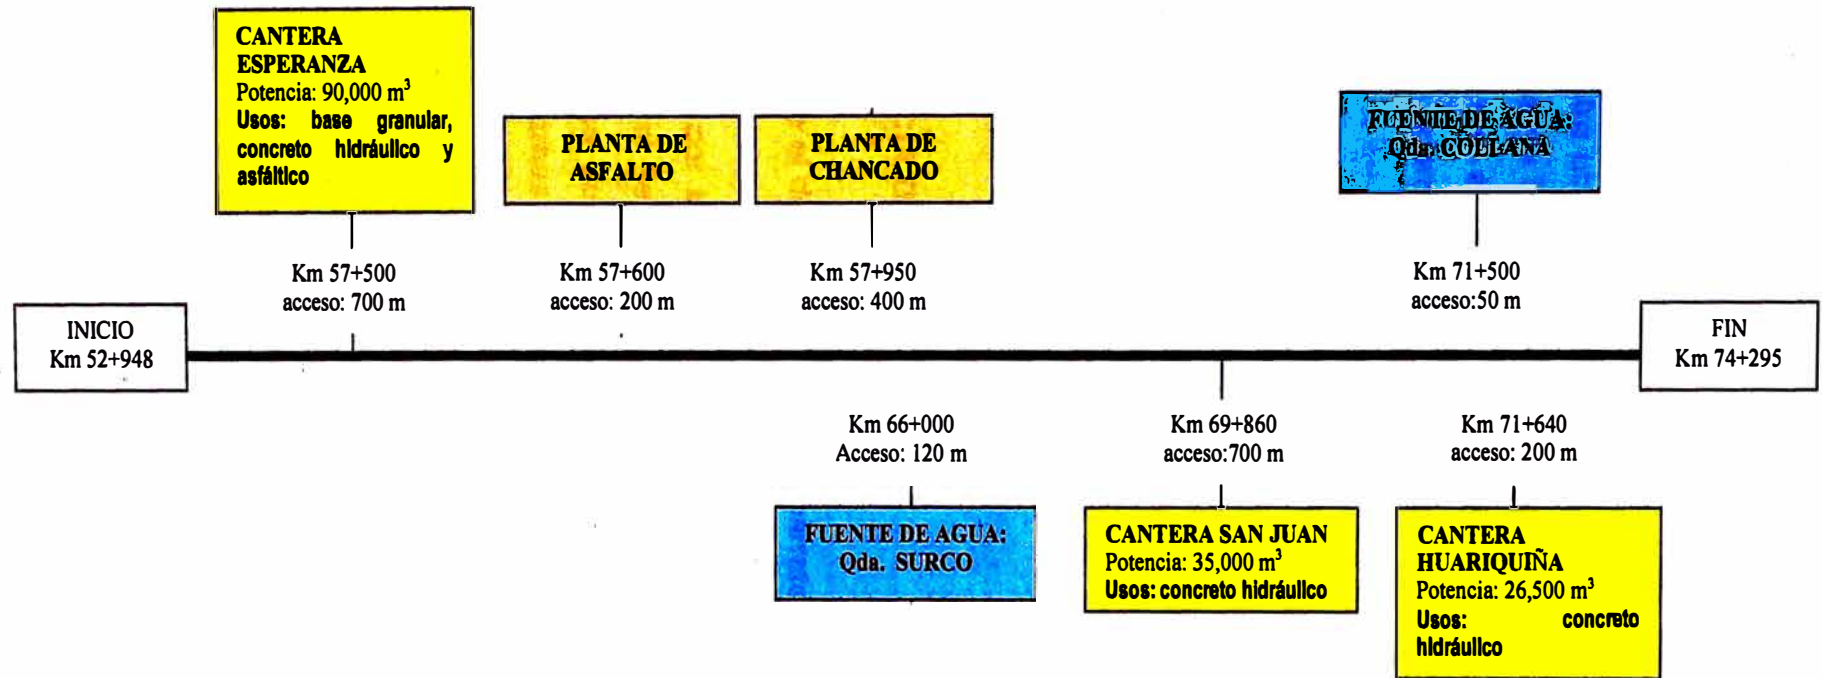 CANTERA
ESPERANZA
Potencia: 90,000 m³
Usos: base granular,
concreto hidráulico y
asfáltico
PLANTA DE
ASFALTO
PLANTA DE
CHANCADO
FUENTE DE AGUA:
Qda. COLLANA
Km 57+500
acceso: 700 m
Km 57+600
acceso: 200 m
Km 57+950
acceso: 400 m
Km 71+500
acceso:50 m
INICIO
Km 52+948
FIN
Km 74+295
Km 66+000
Acceso: 120 m
Km 69+860
acceso:700 m
Km 71+640
acceso: 200 m
FUENTE DE AGUA:
Qda. SURCO
CANTERA SAN JUAN
Potencia: 35,000 m³
Usos: concreto hidráulico
CANTERA
HUARIQUIÑA
Potencia: 26,500 m³
Usos: concreto
hidráulico